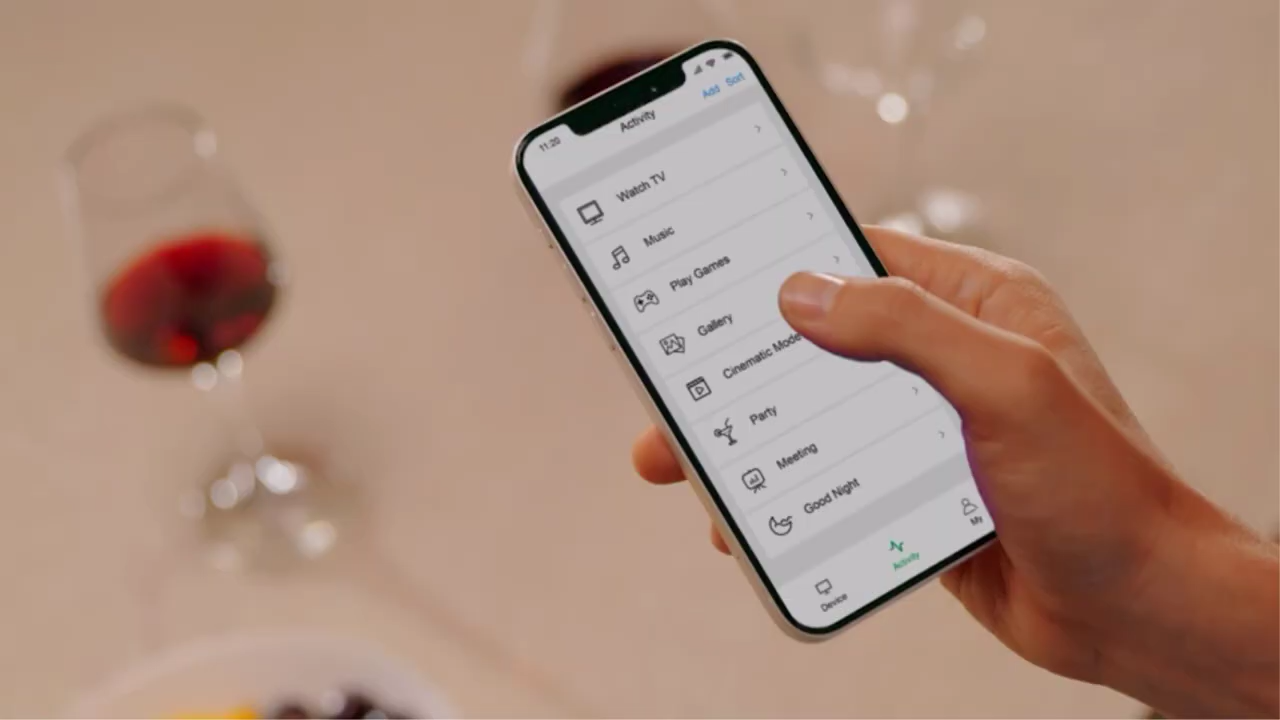 11:20
Activity
Add Sort
Watch TV
Music
Play Games
Gallery
Cinematic Mode
Party
Meeting
Good Night
Device
Activity
My